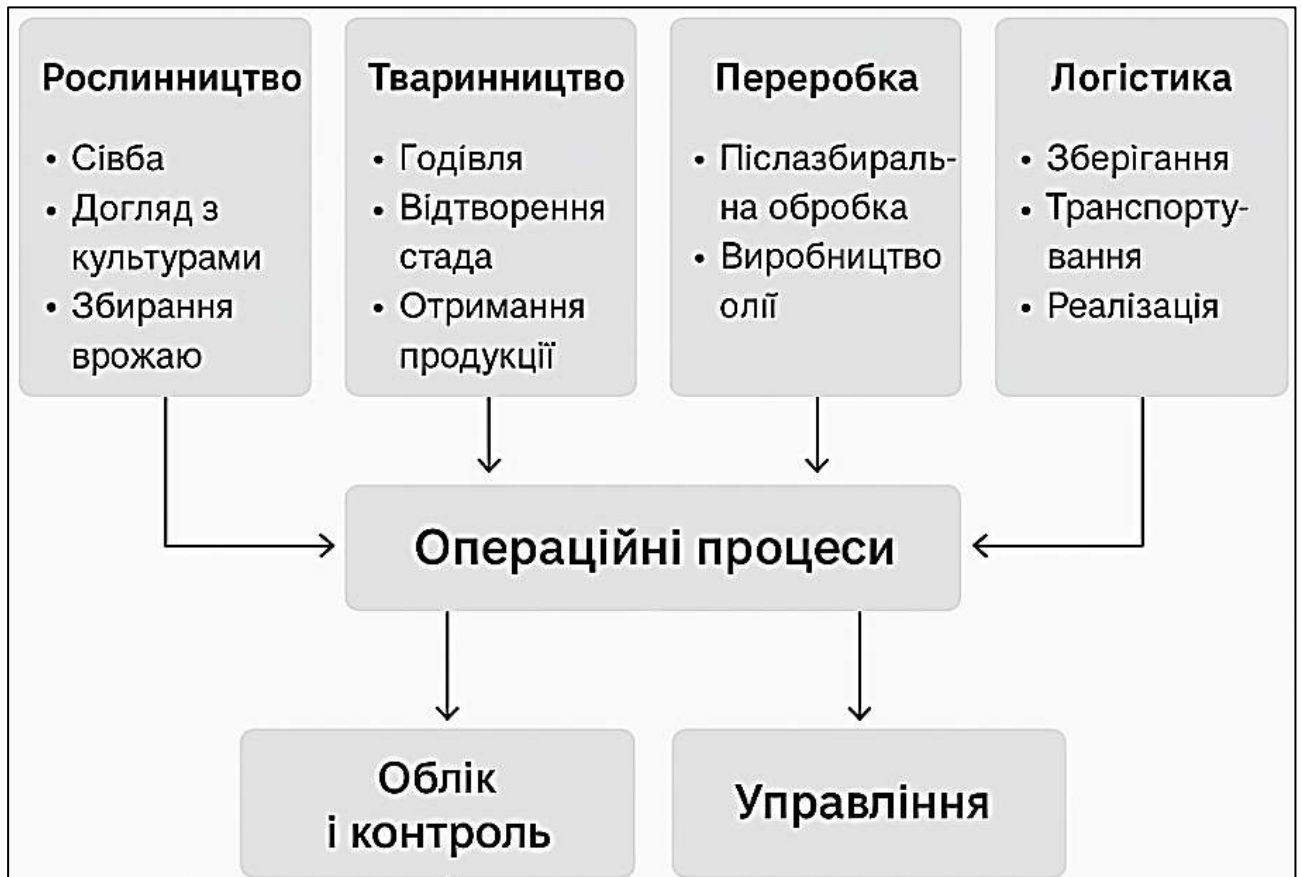 Рослинництво
• Сівба
• Догляд з
культурами
• Збирання
врожаю
Тваринництво
• Годівля
• Відтворення
стада
• Отримання
продукції
Переробка
• Післазбираль-
на обробка
• Виробництво
олії
Логістика
• Зберігання
• Транспорту-
вання
• Реалізація
Операційні процеси
Облік
і контроль
Управління